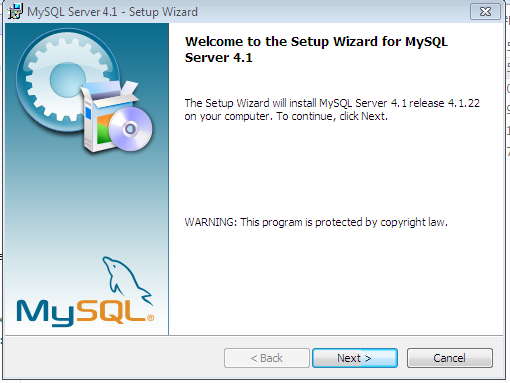 MySQL Server 4.1 - Setup Wizard
Welcome to the Setup Wizard for MySQL
Server 4.1
The Setup Wizard will install MySQL Server 4.1 release 4.1.22
on your computer. To continue, click Next.
WARNING: This program is protected by copyright law.
MySQL®
< Back
Next >
Cancel